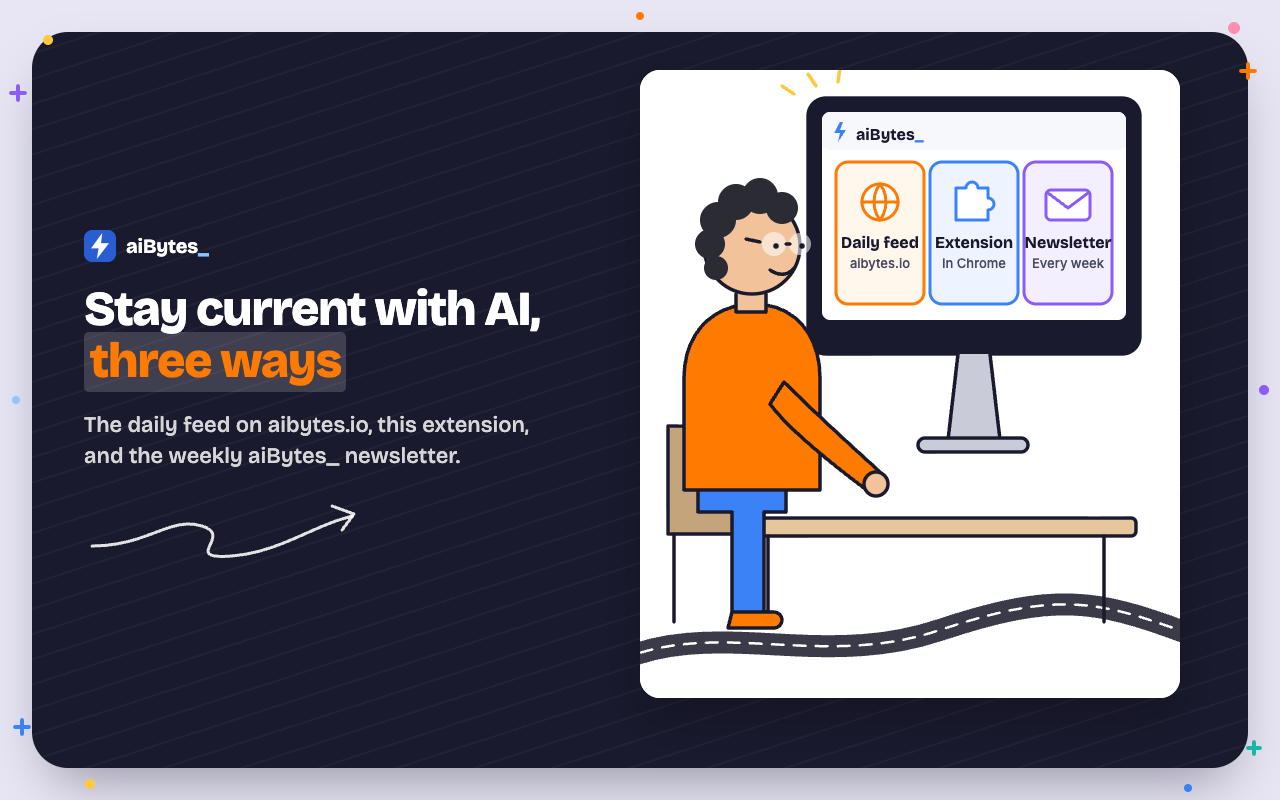 aiBytes_
Stay current with AI,
three ways
The daily feed on aibytes.io, this extension,
and the weekly aiBytes_ newsletter.
aiBytes_
Daily feed
aibytes.io
Extension
In Chrome
Newsletter
Every week